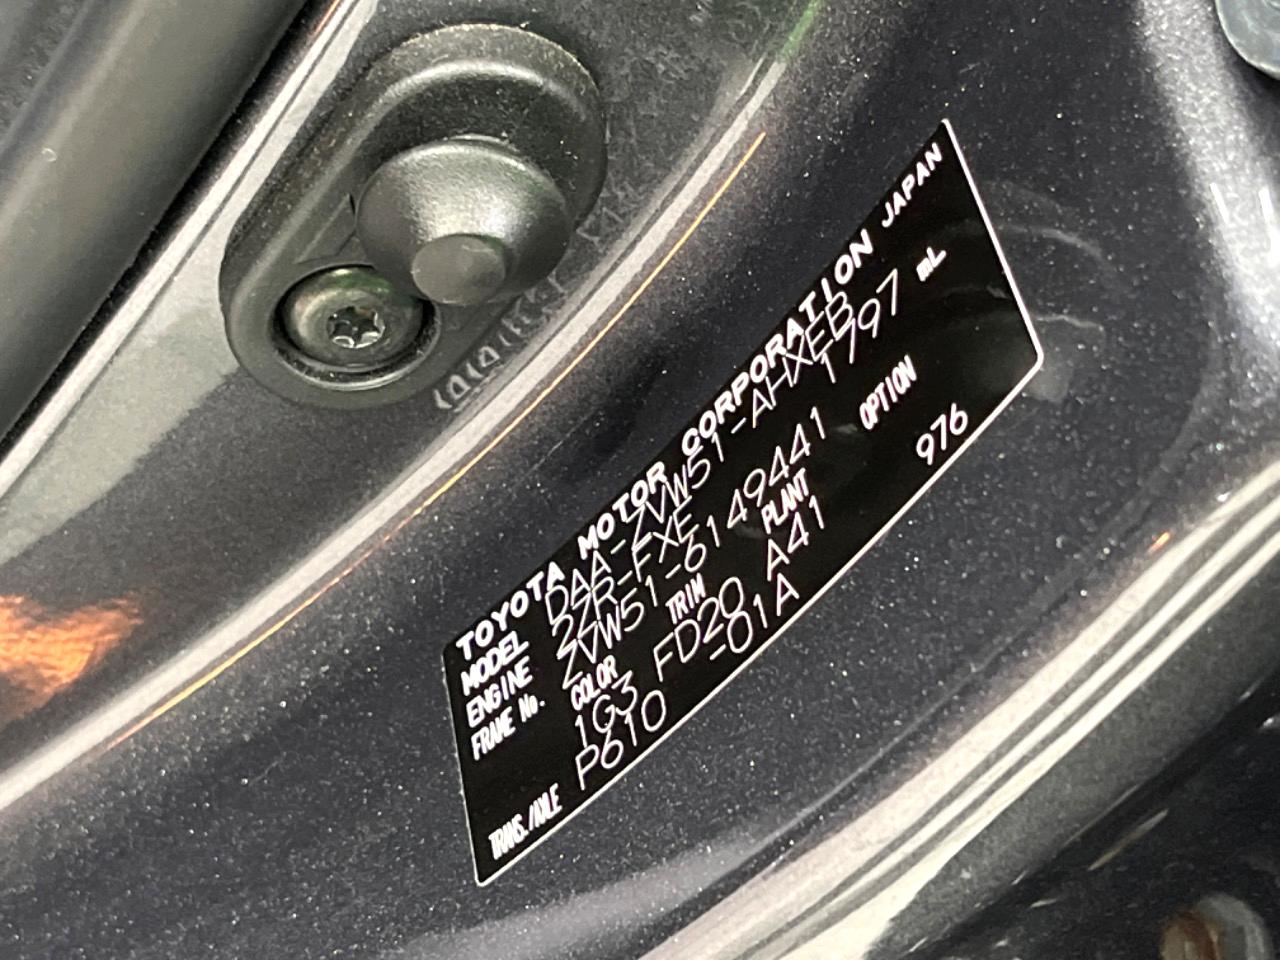 TOYOTA MOTOR CORPORATION JAPAN
MODEL DAA-ZVW51-AHXEB
ENGINE 2ZR-FXE 1797 mL
FRAME No. ZVW51-6149441
COLOR TRIM PLANT OPTION
1G3 FD20 A41 976
TRANS./AXLE P610 -01A